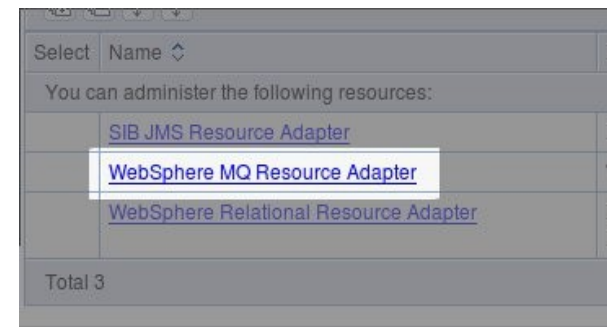 Select Name
You can administer the following resources:
SIB JMS Resource Adapter
WebSphere MQ Resource Adapter
WebSphere Relational Resource Adapter
Total 3